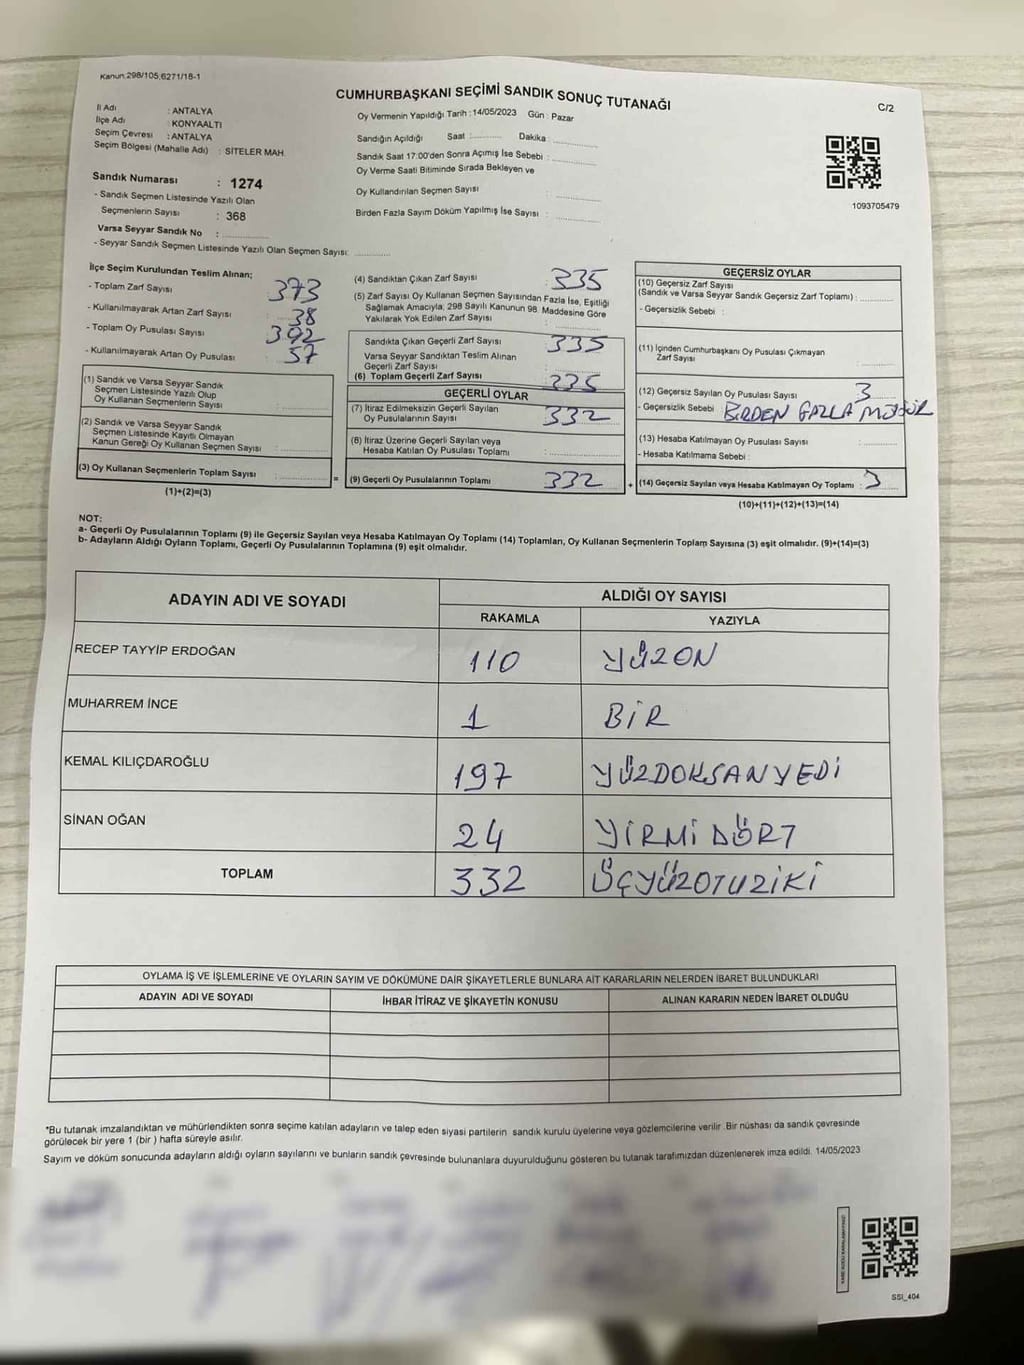 Kanun:298/105;6271/18-1
CUMHURBAŞKANI SEÇİMİ SANDIK SONUÇ TUTANAĞI
C/2
İl Adı : ANTALYA
İlçe Adı : KONYAALTI
Seçim Çevresi : ANTALYA
Seçim Bölgesi (Mahalle Adı) : SİTELER MAH.
Oy Vermenin Yapıldığı Tarih : 14/05/2023 Gün : Pazar
Sandığın Açıldığı Saat :........... Dakika :..............
Sandık Saat 17:00'den Sonra Açımış İse Sebebi :..............
Oy Verme Saati Bitiminde Sırada Bekleyen ve
Oy Kullandırılan Seçmen Sayısı :..............
Birden Fazla Sayım Döküm Yapılmış İse Sayısı :..............
1093705479
Sandık Numarası : 1274
- Sandık Seçmen Listesinde Yazılı Olan
Seçmenlerin Sayısı : 368
Varsa Seyyar Sandık No :..............
- Seyyar Sandık Seçmen Listesinde Yazılı Olan Seçmen Sayısı:............
İlçe Seçim Kurulundan Teslim Alınan;
- Toplam Zarf Sayısı : 373
- Kullanılmayarak Artan Zarf Sayısı : 38
- Toplam Oy Pusulası Sayısı : 392
- Kullanılmayarak Artan Oy Pusulası : 57
(1) Sandık ve Varsa Seyyar Sandık
Seçmen Listesinde Yazılı Olup
Oy Kullanan Seçmenlerin Sayısı :..............
(2) Sandık ve Varsa Seyyar Sandık
Seçmen Listesinde Kayıtlı Olmayan
Kanun Gereği Oy Kullanan Seçmen Sayısı :..............
(3) Oy Kullanan Seçmenlerin Toplam Sayısı :..............
(1)+(2)=(3)
=
(4) Sandıktan Çıkan Zarf Sayısı : 335
(5) Zarf Sayısı Oy Kullanan Seçmen Sayısından Fazla İse, Eşitliği
Sağlamak Amacıyla; 298 Sayılı Kanunun 98. Maddesine Göre
Yakılarak Yok Edilen Zarf Sayısı :..............
Sandıkta Çıkan Geçerli Zarf Sayısı : 335
Varsa Seyyar Sandıktan Teslim Alınan
Geçerli Zarf Sayısı :..............
(6) Toplam Geçerli Zarf Sayısı : 335
GEÇERLİ OYLAR
(7) İtiraz Edilmeksizin Geçerli Sayılan
Oy Pusulalarının Sayısı : 332
(8) İtiraz Üzerine Geçerli Sayılan veya
Hesaba Katılan Oy Pusulası Toplamı :..............
(9) Geçerli Oy Pusulalarının Toplamı : 332
+
GEÇERSİZ OYLAR
(10) Geçersiz Zarf Sayısı
(Sandık ve Varsa Seyyar Sandık Geçersiz Zarf Toplamı) :............
- Geçersizlik Sebebi :
(11) İçinden Cumhurbaşkanı Oy Pusulası Çıkmayan
Zarf Sayısı :............
(12) Geçersiz Sayılan Oy Pusulası Sayısı : 3
- Geçersizlik Sebebi : BİRDEN FAZLA MÜHÜR
(13) Hesaba Katılmayan Oy Pusulası Sayısı :............
- Hesaba Katılmama Sebebi :
(14) Geçersiz Sayılan veya Hesaba Katılmayan Oy Toplamı : 3
(10)+(11)+(12)+(13)=(14)
NOT:
a- Geçerli Oy Pusulalarının Toplamı (9) ile Geçersiz Sayılan veya Hesaba Katılmayan Oy Toplamı (14) Toplamları, Oy Kullanan Seçmenlerin Toplam Sayısına (3) eşit olmalıdır. (9)+(14)=(3)
b- Adayların Aldığı Oyların Toplamı, Geçerli Oy Pusulalarının Toplamına (9) eşit olmalıdır.
ADAYIN ADI VE SOYADI ALDIĞI OY SAYISI
RAKAMLA YAZIYLA
RECEP TAYYİP ERDOĞAN 110 YÜZON
MUHARREM İNCE 1 BİR
KEMAL KILIÇDAROĞLU 197 YÜZDOKSANYEDİ
SİNAN OĞAN 24 YİRMİ DÖRT
TOPLAM 332 ÜÇYÜZOTUZİKİ
OYLAMA İŞ VE İŞLEMLERİNE VE OYLARIN SAYIM VE DÖKÜMÜNE DAİR ŞİKAYETLERLE BUNLARA AİT KARARLARIN NELERDEN İBARET BULUNDUKLARI
ADAYIN ADI VE SOYADI İHBAR İTİRAZ VE ŞİKAYETİN KONUSU ALINAN KARARIN NEDEN İBARET OLDUĞU
*Bu tutanak imzalandıktan ve mühürlendikten sonra seçime katılan adayların ve talep eden siyasi partilerin sandık kurulu üyelerine veya gözlemcilerine verilir. Bir nüshası da sandık çevresinde
görülecek bir yere 1 (bir ) hafta süreyle asılır.
Sayım ve döküm sonucunda adayların aldığı oyların sayılarını ve bunların sandık çevresinde bulunanlara duyurulduğunu gösteren bu tutanak tarafımızdan düzenlenerek imza edildi. 14/05/2023
SSI_404